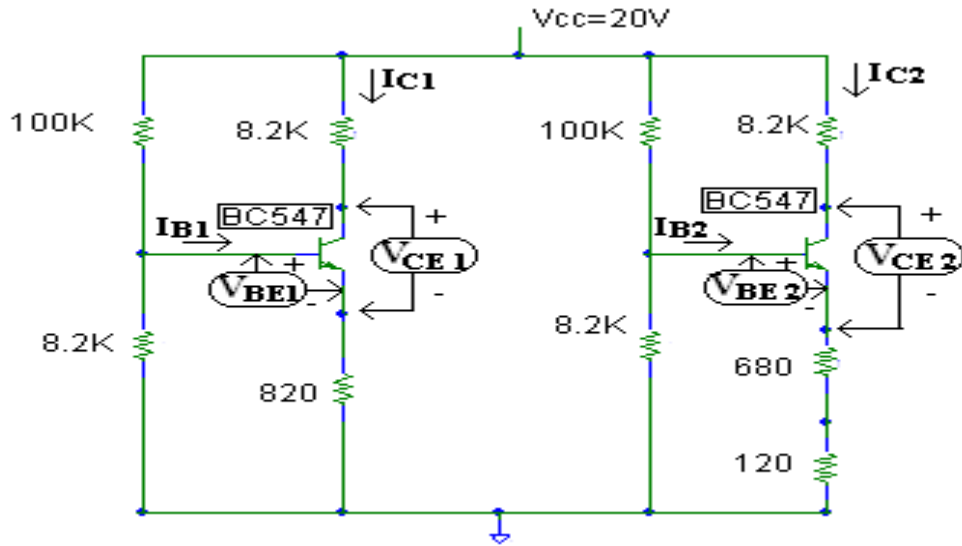 Vcc=20V
IC1
IC2
100K
8.2K
100K
8.2K
BC547
BC547
IB1
IB2
+
+
VCE 1
VCE 2
+
+
VBE1
VBE 2
-
-
-
-
8.2K
8.2K
820
680
120